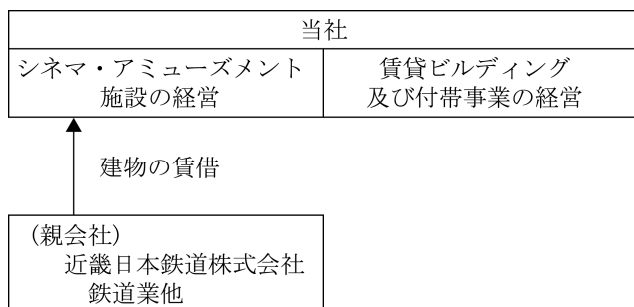 当社
シネマ・アミューズメント
施設の経営
賃貸ビルディング
及び付帯事業の経営
建物の賃借
(親会社)
近畿日本鉄道株式会社
鉄道業他